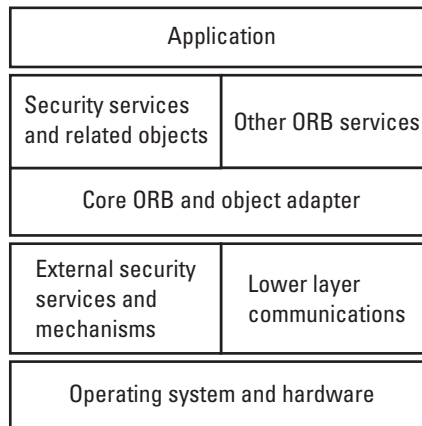 Application
Security services
and related objects
Other ORB services
Core ORB and object adapter
External security
services and
mechanisms
Lower layer
communications
Operating system and hardware